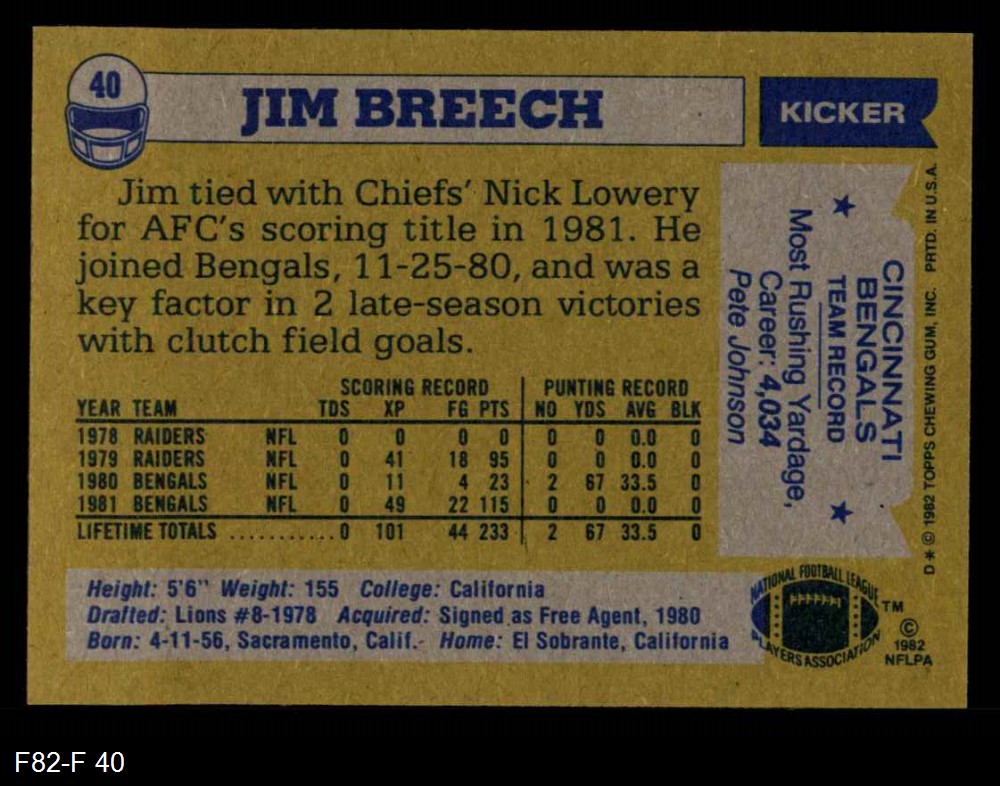 40
JIM BREECH
KICKER
Jim tied with Chiefs' Nick Lowery
for AFC's scoring title in 1981. He
joined Bengals, 11-25-80, and was a
key factor in 2 late-season victories
with clutch field goals.
SCORING RECORD PUNTING RECORD
YEAR TEAM TDS XP FG PTS NO YDS AVG BLK
1978 RAIDERS NFL 0 0 0 0 0 0 0.0 0
1979 RAIDERS NFL 0 41 18 95 0 0 0.0 0
1980 BENGALS NFL 0 11 4 23 2 67 33.5 0
1981 BENGALS NFL 0 49 22 115 0 0 0.0 0
LIFETIME TOTALS ...........0 101 44 233 2 67 33.5 0
CINCINNATI
BENGALS
★ TEAM RECORD ★
Most Rushing Yardage,
Career: 4,034
Pete Johnson
D * © 1982 TOPPS CHEWING GUM, INC. PRTD. IN U.S.A.
Height: 5'6" Weight: 155 College: California
Drafted: Lions #8-1978 Acquired: Signed as Free Agent, 1980
Born: 4-11-56, Sacramento, Calif. Home: El Sobrante, California
NATIONAL FOOTBALL LEAGUE
PLAYERS ASSOCIATION
TM
©
1982
NFLPA
F82-F 40